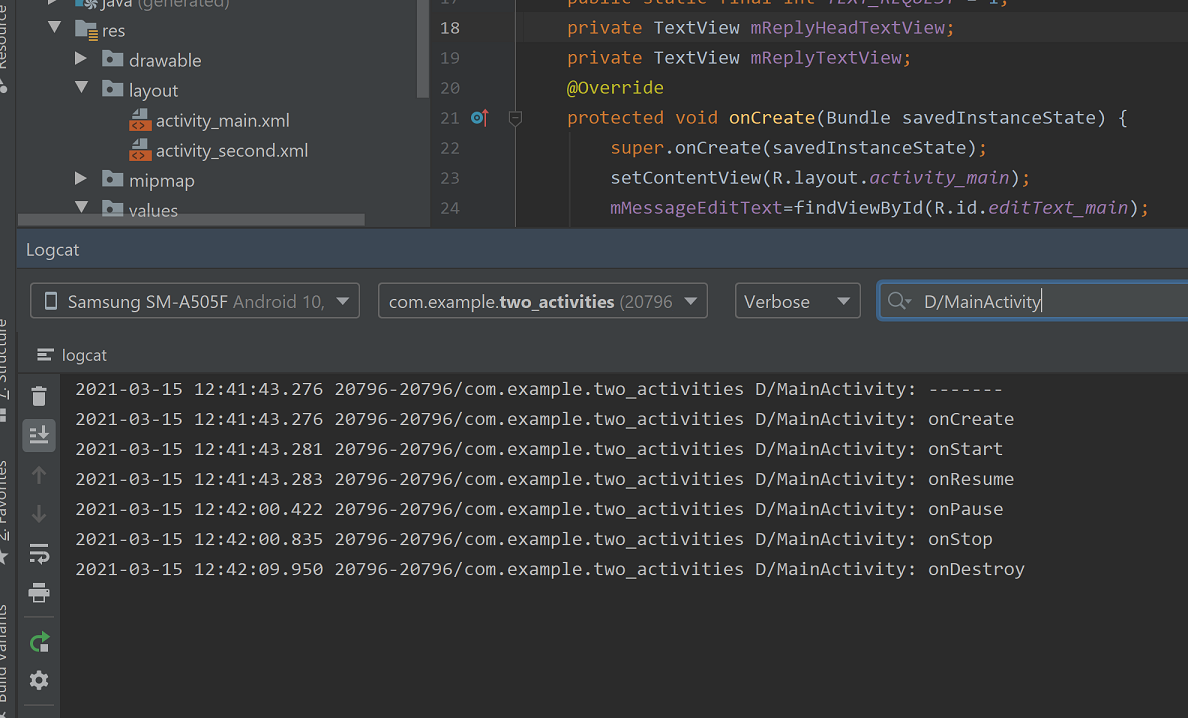 java (generated)
res
drawable
layout
activity_main.xml
activity_second.xml
mipmap
values
17 public static final int TEXT_REQUEST = 1;
18 private TextView mReplyHeadTextView;
19 private TextView mReplyTextView;
20 @Override
21 protected void onCreate(Bundle savedInstanceState) {
22 super.onCreate(savedInstanceState);
23 setContentView(R.layout.activity_main);
24 mMessageEditText=findViewById(R.id.editText_main);
Logcat
Samsung SM-A505F Android 10, com.example.two_activities (20796 Verbose D/MainActivity
logcat
2021-03-15 12:41:43.276 20796-20796/com.example.two_activities D/MainActivity: -------
2021-03-15 12:41:43.276 20796-20796/com.example.two_activities D/MainActivity: onCreate
2021-03-15 12:41:43.281 20796-20796/com.example.two_activities D/MainActivity: onStart
2021-03-15 12:41:43.283 20796-20796/com.example.two_activities D/MainActivity: onResume
2021-03-15 12:42:00.422 20796-20796/com.example.two_activities D/MainActivity: onPause
2021-03-15 12:42:00.835 20796-20796/com.example.two_activities D/MainActivity: onStop
2021-03-15 12:42:09.950 20796-20796/com.example.two_activities D/MainActivity: onDestroy
Resource
7: Structure
2: Favorites
Build Variants